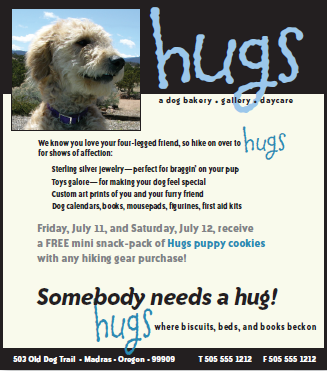 hugs
a dog bakery • gallery • daycare
We know you love your four-legged friend, so hike on over to hugs
for shows of affection:
Sterling silver jewelry—perfect for braggin' on your pup
Toys galore—for making your dog feel special
Custom art prints of you and your furry friend
Dog calendars, books, mousepads, figurines, first aid kits
Friday, July 11, and Saturday, July 12, receive
a FREE mini snack-pack of Hugs puppy cookies
with any hiking gear purchase!
Somebody needs a hug!
hugs where biscuits, beds, and books beckon
503 Old Dog Trail • Madras • Oregon • 99909 T 505 555 1212 F 505 555 1212